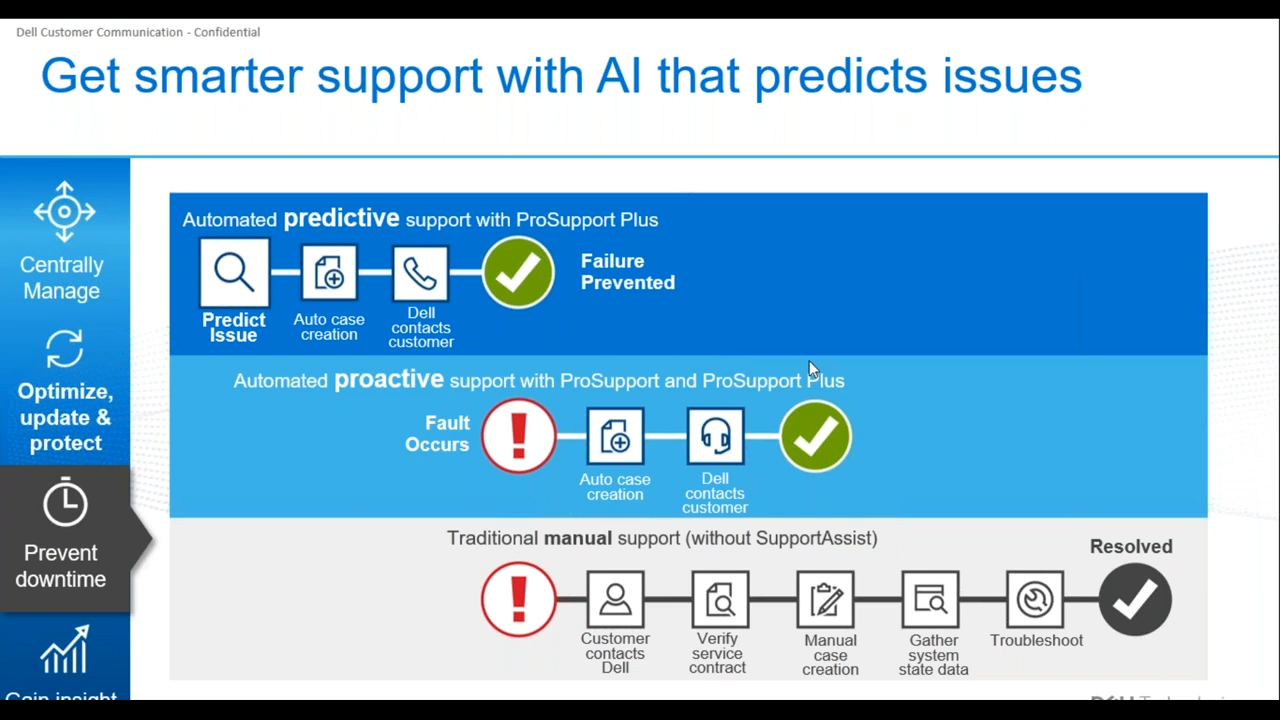 Dell Customer Communication - Confidential
Get smarter support with AI that predicts issues
Centrally
Manage
Optimize,
update &
protect
Prevent
downtime
Gain insight
Automated predictive support with ProSupport Plus
Predict
Issue
Auto case
creation
Dell
contacts
customer
Failure
Prevented
Automated proactive support with ProSupport and ProSupport Plus
Fault
Occurs
Auto case
creation
Dell
contacts
customer
Traditional manual support (without SupportAssist)
Customer
contacts
Dell
Verify
service
contract
Manual
case
creation
Gather
system
state data
Troubleshoot
Resolved